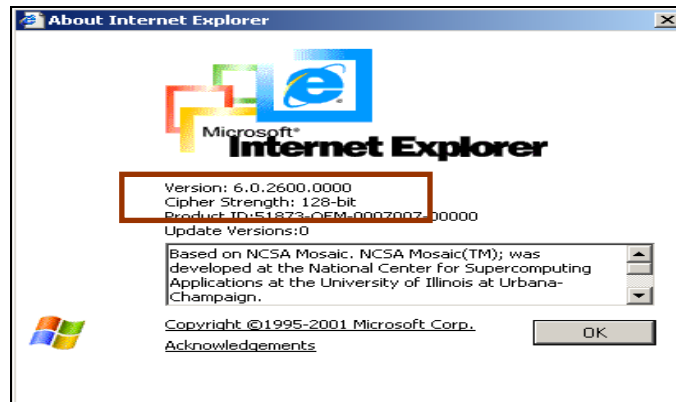 About Internet Explorer
Microsoft®
Internet Explorer
Version: 6.0.2600.0000
Cipher Strength: 128-bit
Product ID:51873-OEM-0007007-00000
Update Versions:0
Based on NCSA Mosaic. NCSA Mosaic(TM); was
developed at the National Center for Supercomputing
Applications at the University of Illinois at Urbana-
Champaign.
Copyright ©1995-2001 Microsoft Corp.
OK
Acknowledgements